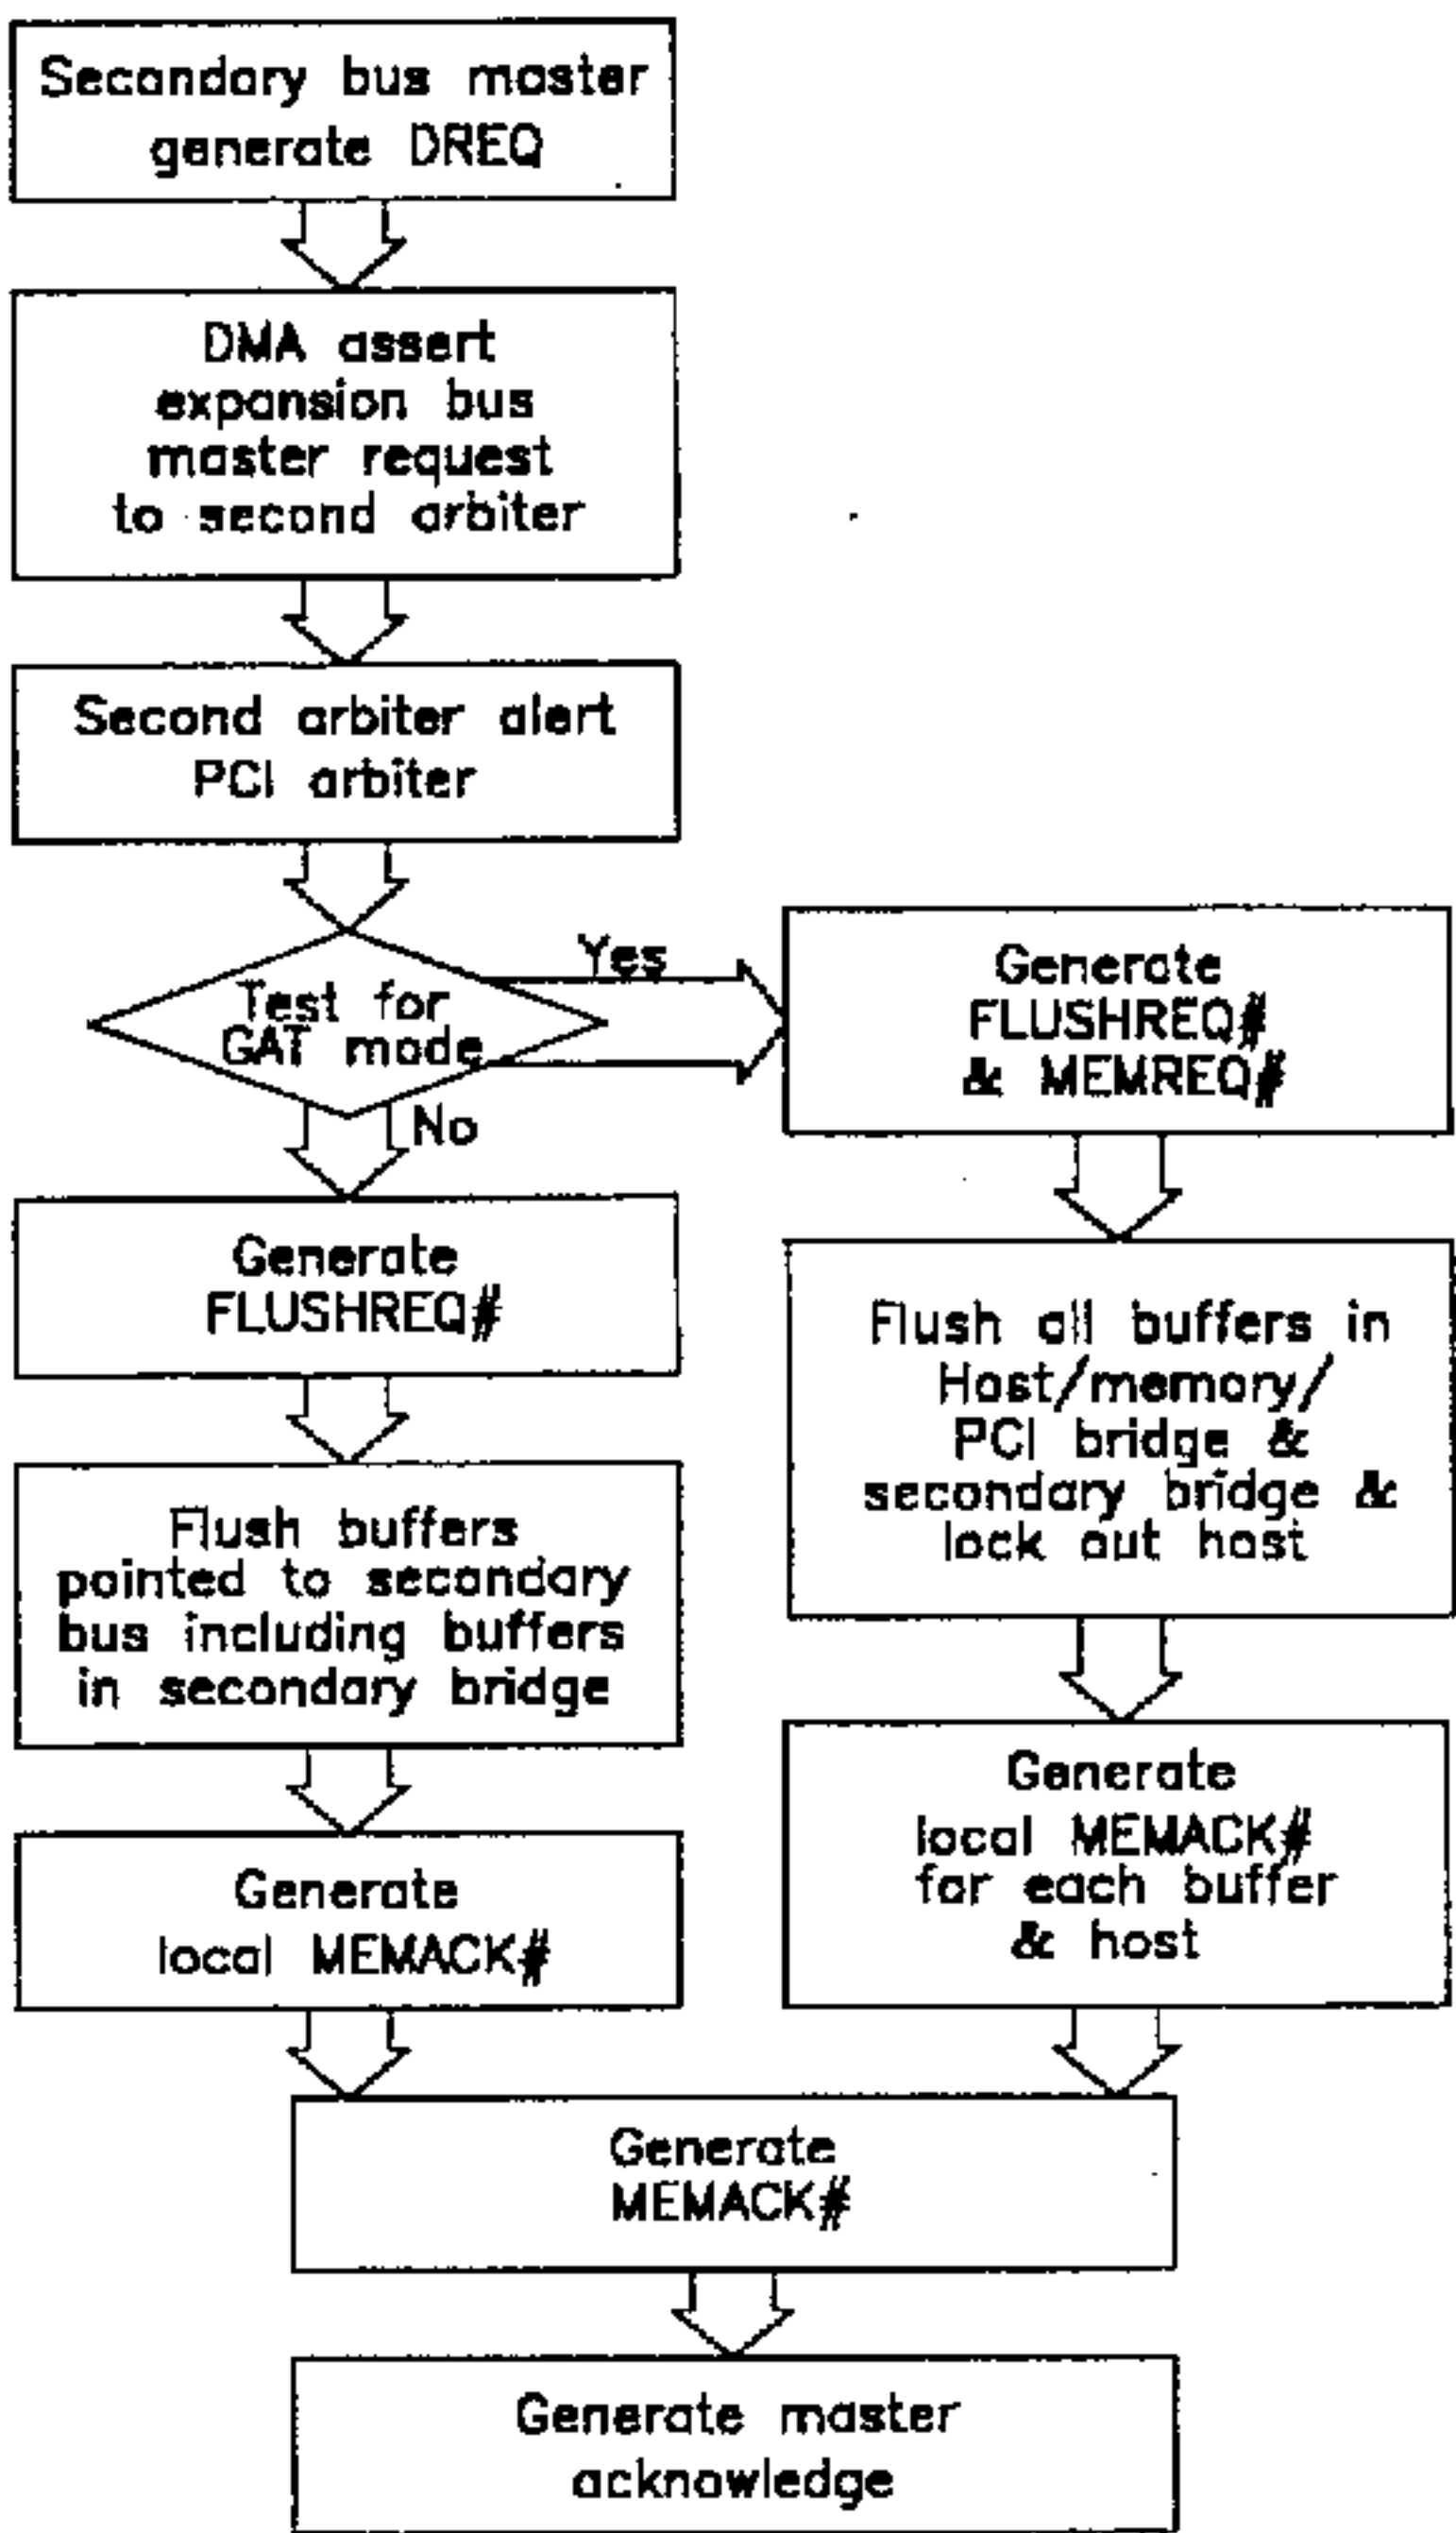 Secondary bus master
generate DREQ
DMA assert
expansion bus
master request
to second arbiter
Second arbiter alert
PCI arbiter
Test for
GAT mode
Yes
No
Generate
FLUSHREQ#
& MEMREQ#
Generate
FLUSHREQ#
Flush all buffers in
Host/memory/
PCI bridge &
secondary bridge &
lock out host
Flush buffers
pointed to secondary
bus including buffers
in secondary bridge
Generate
local MEMACK#
for each buffer
& host
Generate
local MEMACK#
Generate
MEMACK#
Generate master
acknowledge